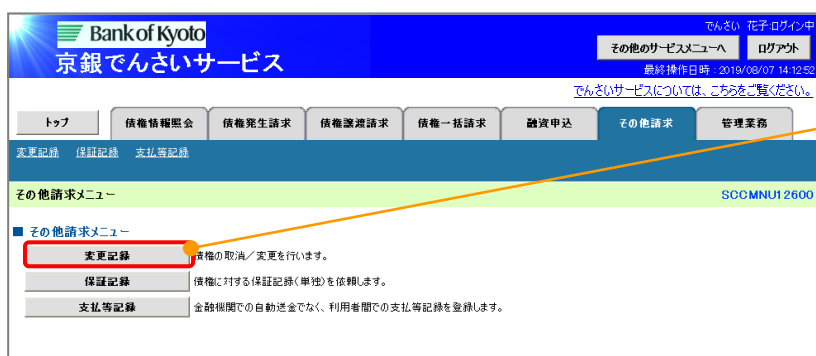 Bank of Kyoto
京銀でんさいサービス
でんさい 花子:ログイン中
その他のサービスメニューへ ログアウト
最終操作日時:2019/08/07 14:12:52
でんさいサービスについては、こちらをご覧ください。
トップ 債権情報照会 債権発生請求 債権譲渡請求 債権一括請求 融資申込 その他請求 管理業務
変更記録 保証記録 支払等記録
その他請求メニュー SCCMNU12600
■ その他請求メニュー
変更記録 債権の取消/変更を行います。
保証記録 債権に対する保証記録(単独)を依頼します。
支払等記録 金融機関での自動送金でなく、利用者間での支払等記録を登録します。